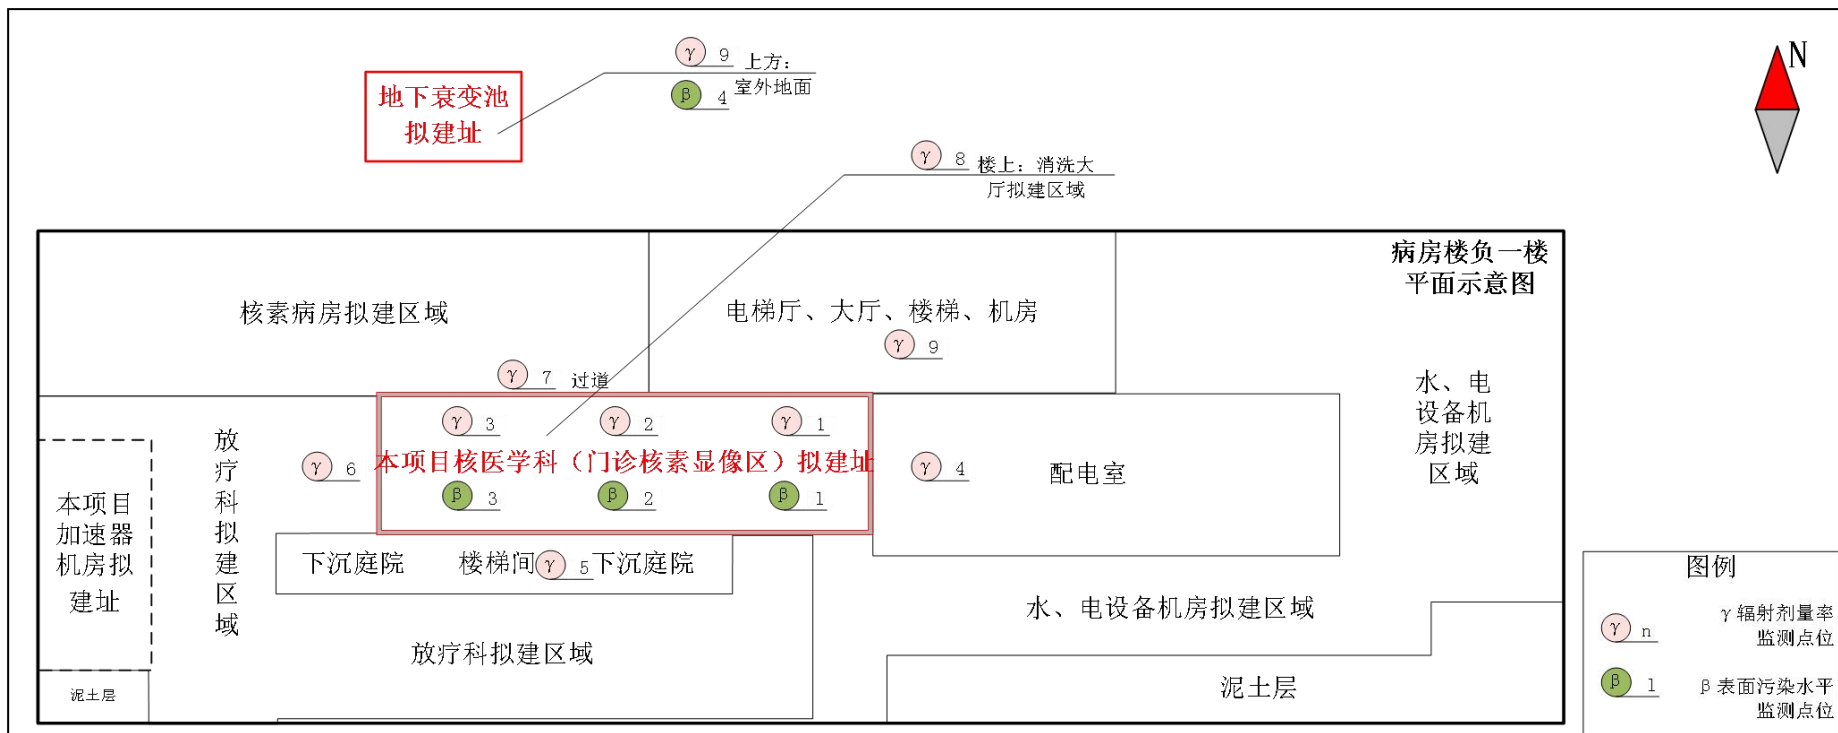 γ 9 上方：
β 4 室外地面
地下衰变池
拟建址
N
γ 8 楼上：消洗大
厅拟建区域
病房楼负一楼
平面示意图
核素病房拟建区域
电梯厅、大厅、楼梯、机房
γ 9
γ 7 过道
水、电
设备机
房拟建
区域
γ 3
γ 2
γ 1
放
疗
科
拟
建
区
域
γ 6
本项目核医学科（门诊核素显像区）拟建址
γ 4
配电室
β 3
β 2
β 1
本项目
加速器
机房拟
建址
下沉庭院
楼梯间
γ 5
下沉庭院
水、电设备机房拟建区域
放疗科拟建区域
泥土层
泥土层
图例
γ n
γ辐射剂量率
监测点位
β 1
β表面污染水平
监测点位